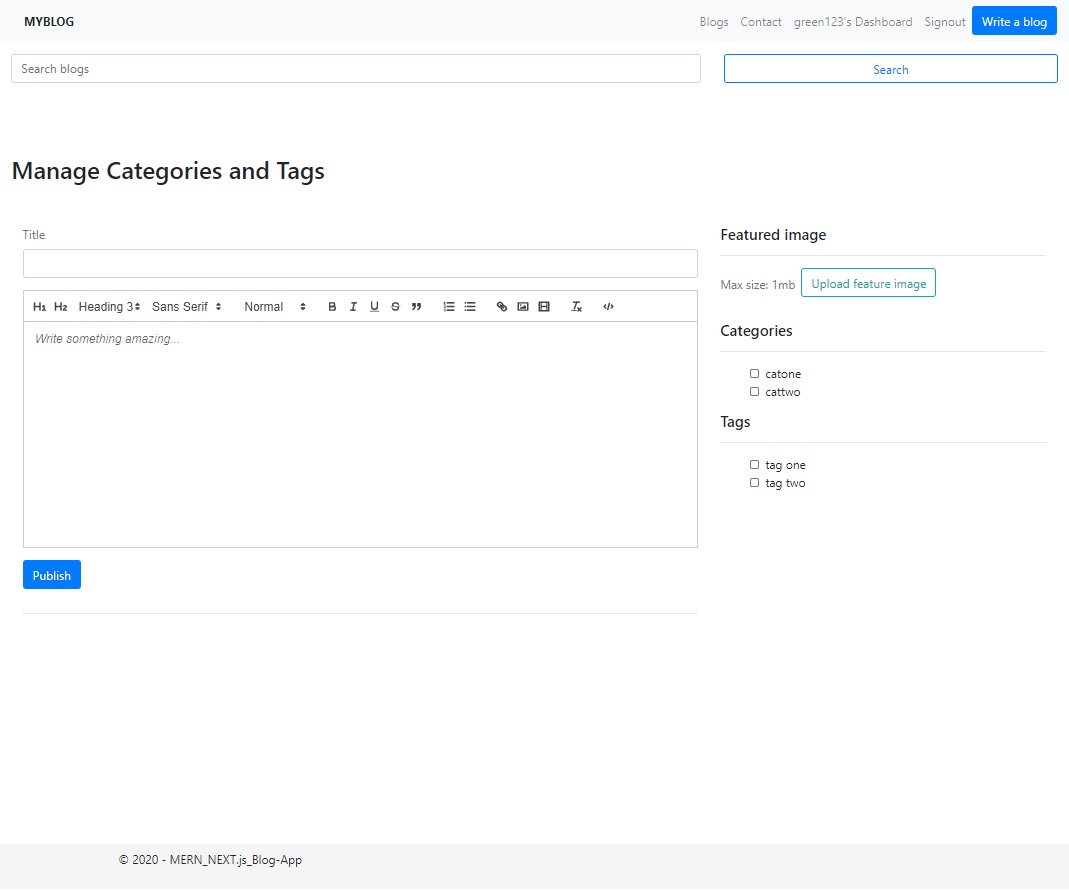 MYBLOG
Blogs Contact green123's Dashboard Signout Write a blog
Search blogs
Search
Manage Categories and Tags
Title
H1 H2 Heading 3 Sans Serif Normal B I U S
Write something amazing...
Publish
Featured image
Max size: 1mb Upload feature image
Categories
catone
cattwo
Tags
tag one
tag two
© 2020 - MERN_NEXT.js_Blog-App